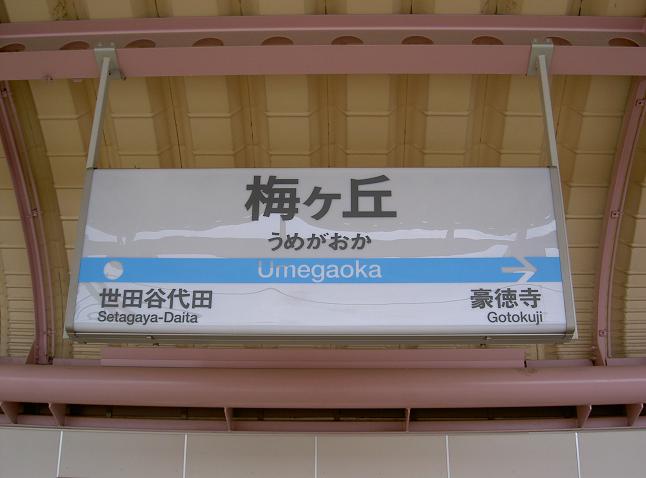 梅ヶ丘
うめがおか
Umegaoka
世田谷代田 豪徳寺
Setagaya-Daita Gotokuji